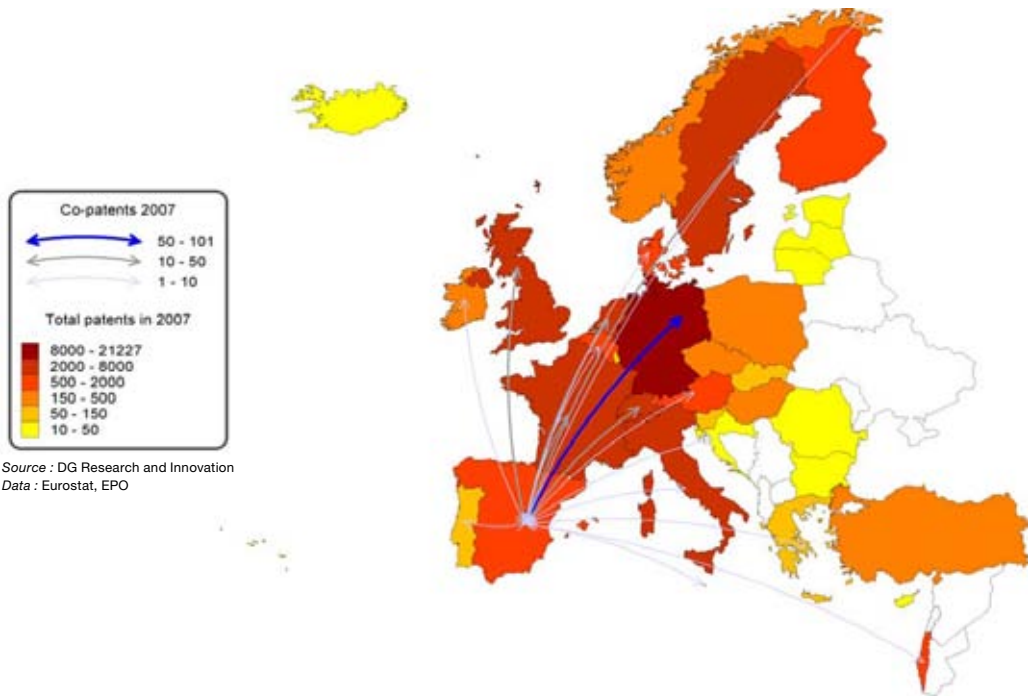 Co-patents 2007
50 - 101
10 - 50
1 - 10
Total patents in 2007
8000 - 21227
2000 - 8000
500 - 2000
150 - 500
50 - 150
10 - 50
Source : DG Research and Innovation
Data : Eurostat, EPO